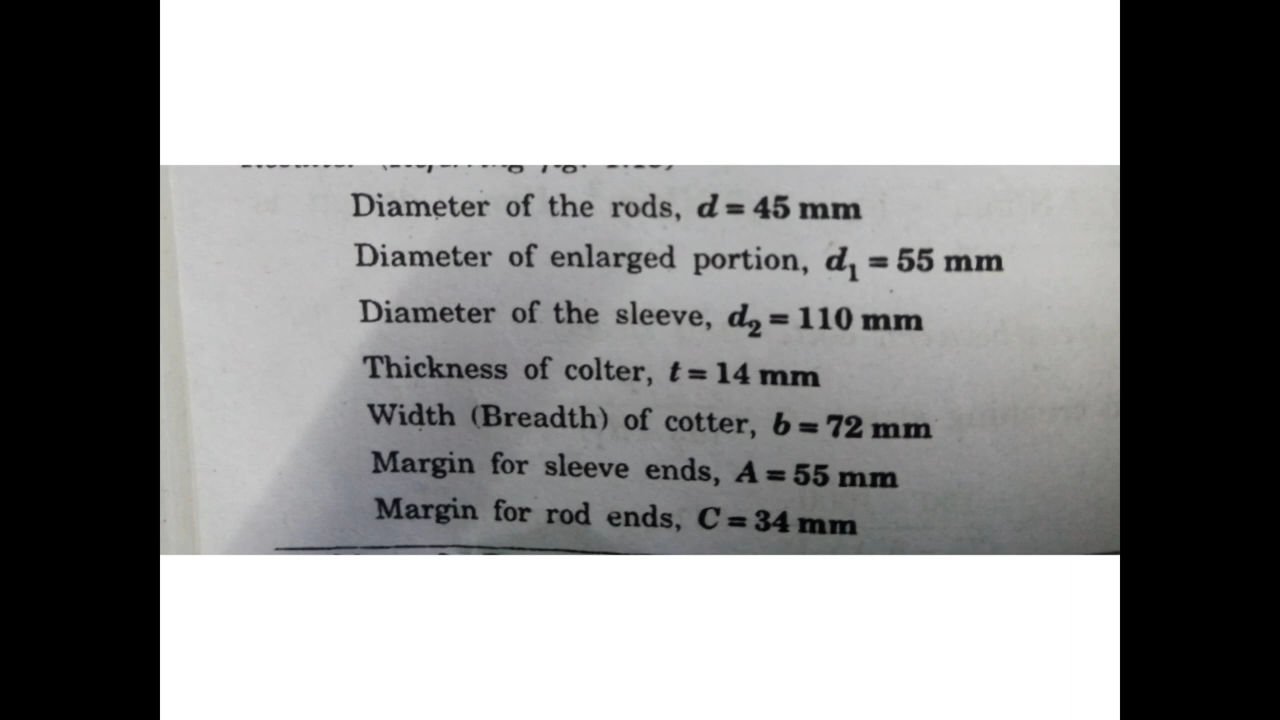 Diameter of the rods, d = 45 mm
Diameter of enlarged portion, d₁ = 55 mm
Diameter of the sleeve, d₂ = 110 mm
Thickness of colter, t = 14 mm
Width (Breadth) of cotter, b = 72 mm
Margin for sleeve ends, A = 55 mm
Margin for rod ends, C = 34 mm